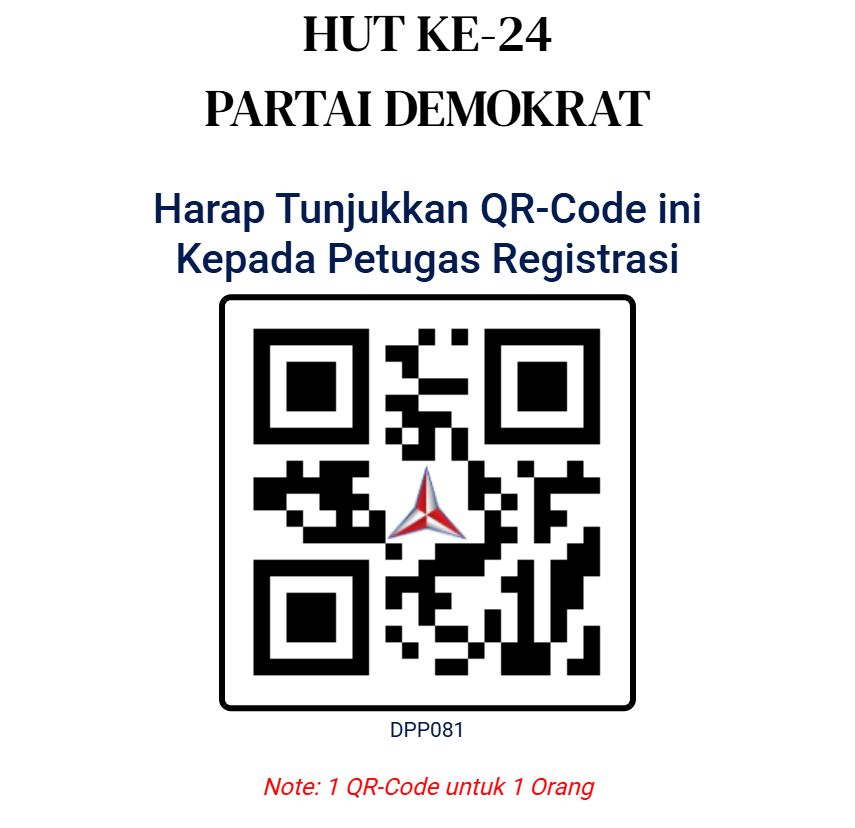 HUT KE-24
PARTAI DEMOKRAT
Harap Tunjukkan QR-Code ini
Kepada Petugas Registrasi
DPP081
Note: 1 QR-Code untuk 1 Orang